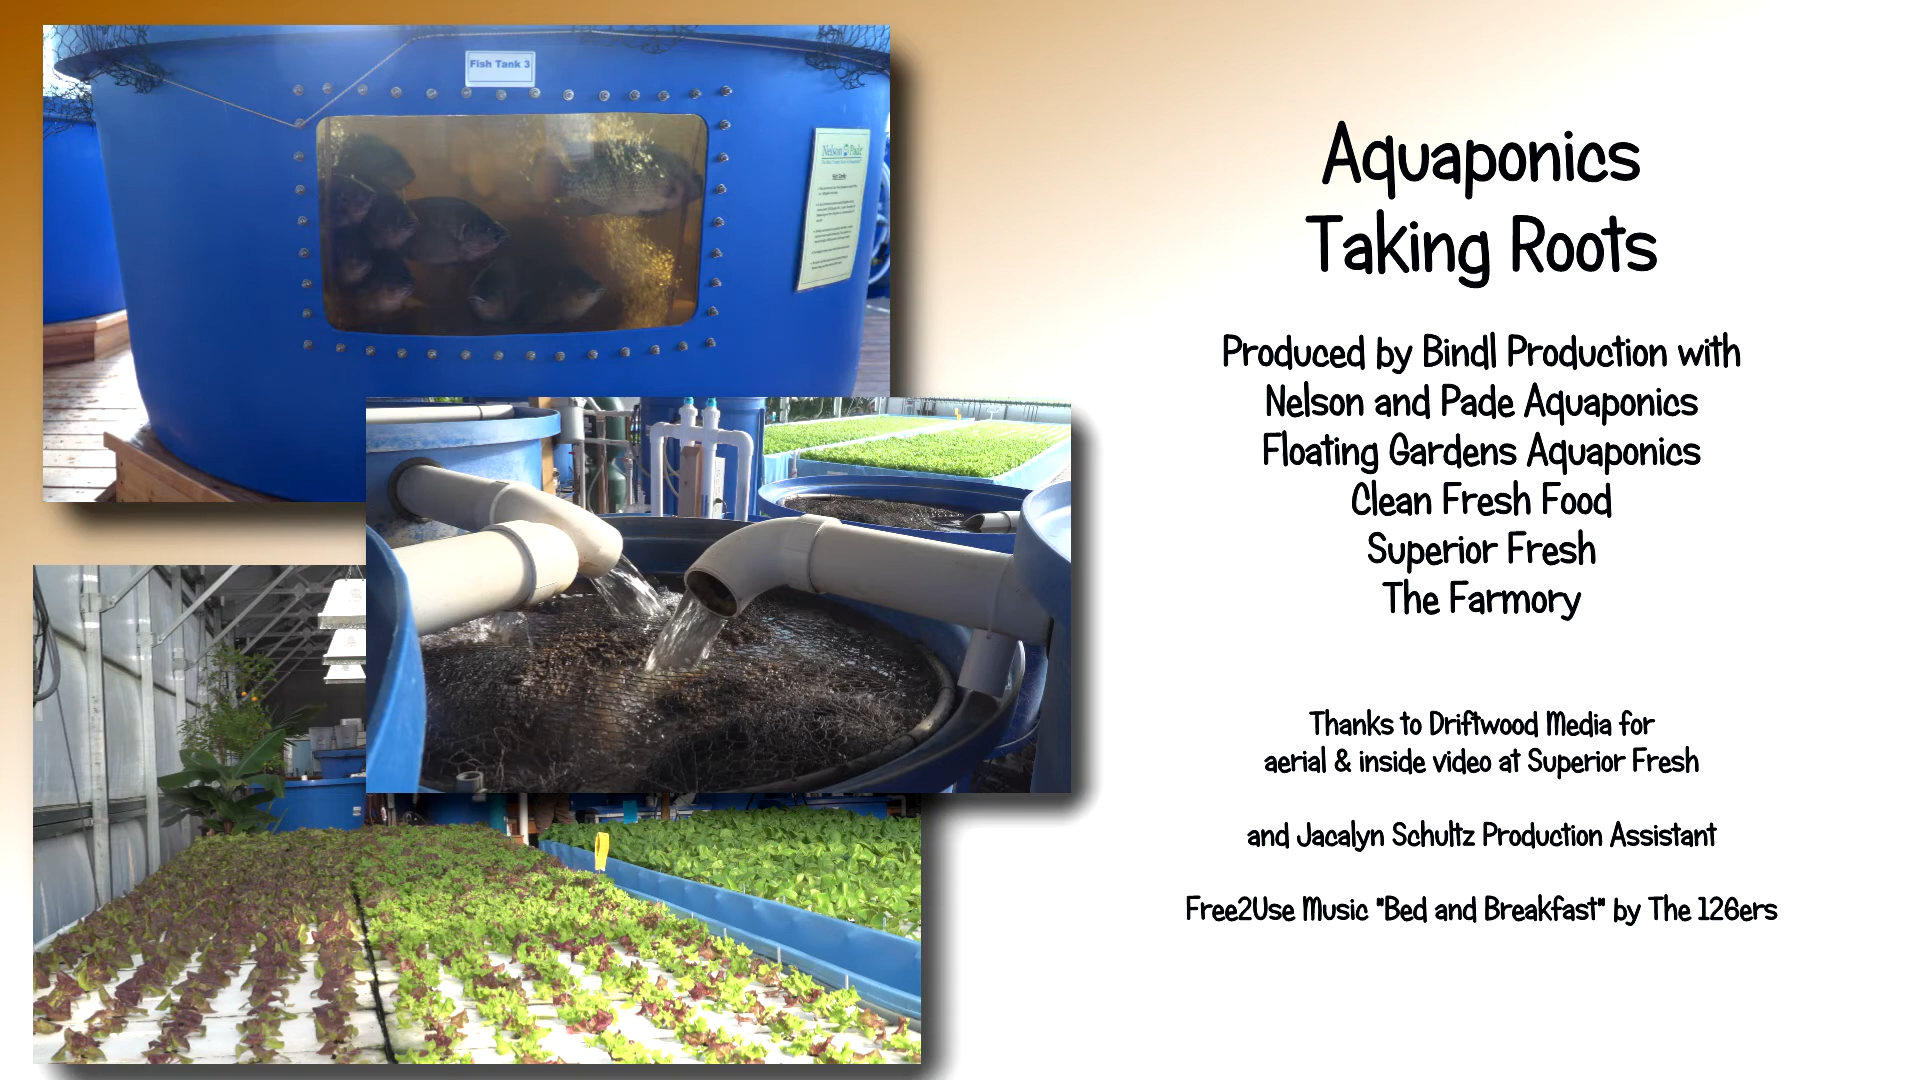 Fish Tank 3
Nelson Pade
Aquaponics
Taking Roots
Produced by Bindl Production with
Nelson and Pade Aquaponics
Floating Gardens Aquaponics
Clean Fresh Food
Superior Fresh
The Farmory
Thanks to Driftwood Media for
aerial & inside video at Superior Fresh
and Jacalyn Schultz Production Assistant
Free2Use Music "Bed and Breakfast" by The 126ers